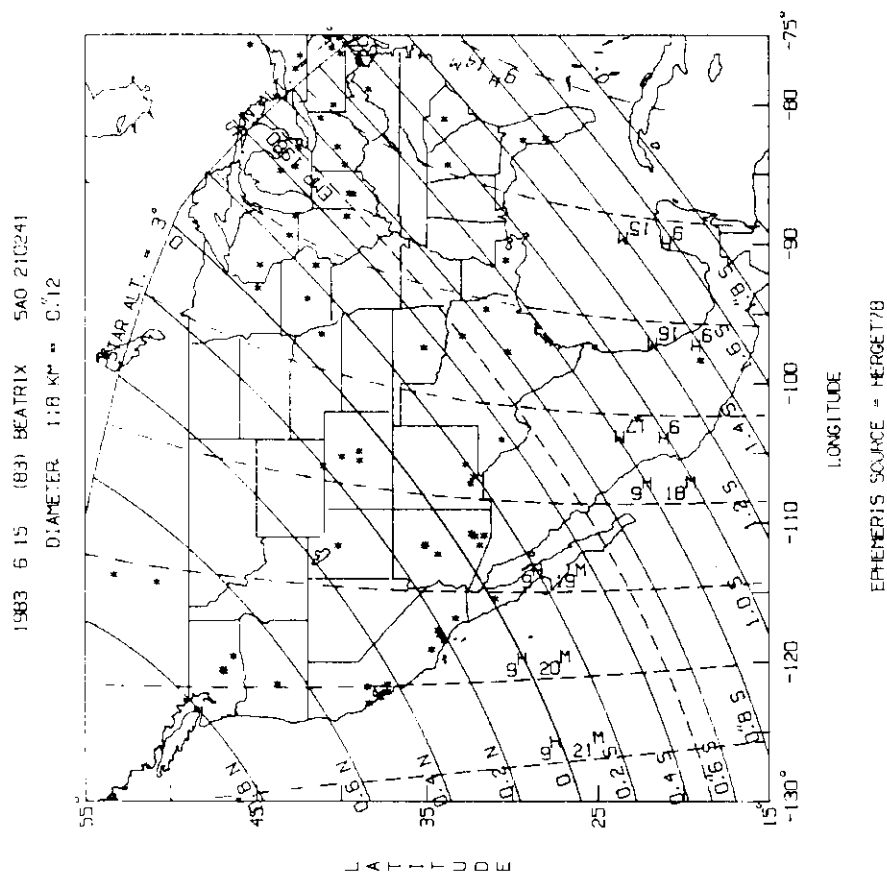 1983 6 15 (83) BEATRIX SAO 210241
DIAMETER 118 KM = 0."12
STAR ALT. = 3°
55
45
35
25
15
LATITUDE
-130
-120
-110
-100
-90
-80
-75
LONGITUDE
0.8 N
0.6 N
0.4 N
0.2 N
0
0.2 S
0.4 S
0."6 S
0."8 S
1.0 S
1.2 S
1.4 S
1.6 S
1."8 S
0
9H 14M
9H 15M
9H 16M
9H 17M
9H 18M
9H 19M
9H 20M
9H 21M
EPHEMERIS SOURCE = HERGET78